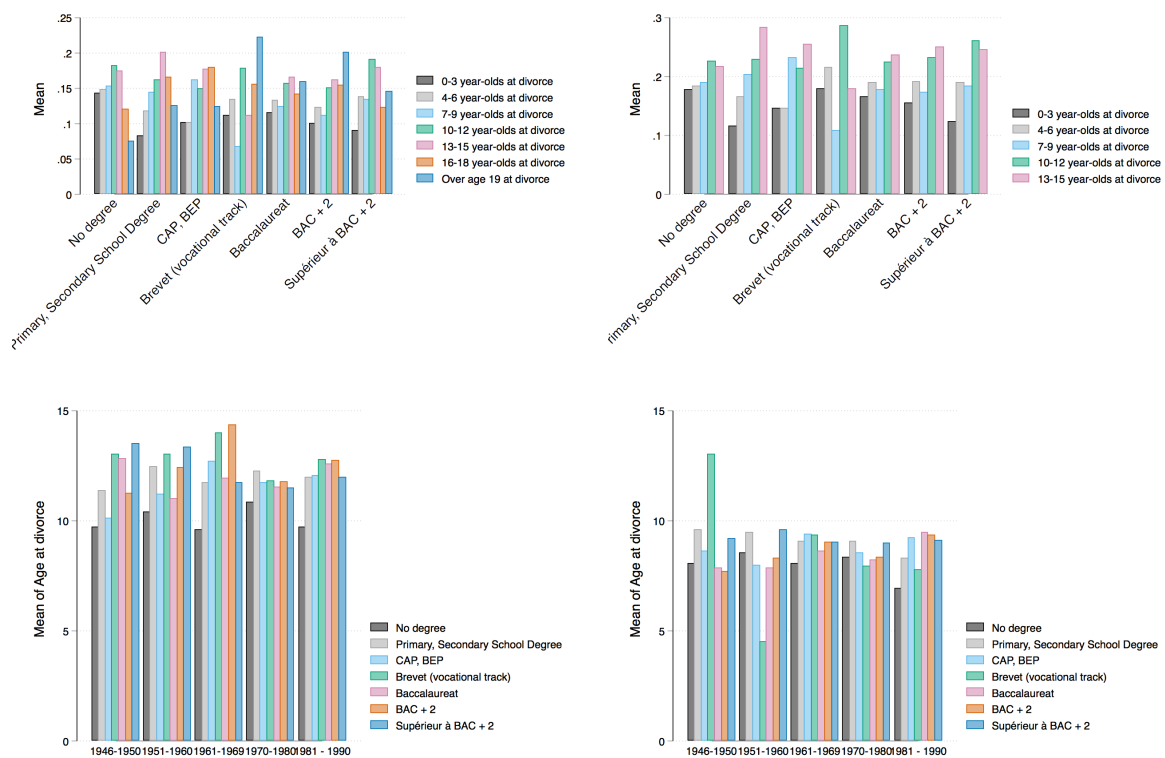 .25
.2
.15
.1
.05
0
Mean
No degree
Primary, Secondary School Degree
CAP, BEP
Brevet (vocational track)
Baccalaureat
BAC + 2
Supérieur à BAC + 2
0-3 year-olds at divorce
4-6 year-olds at divorce
7-9 year-olds at divorce
10-12 year-olds at divorce
13-15 year-olds at divorce
16-18 year-olds at divorce
Over age 19 at divorce
.3
.2
.1
0
Mean
No degree
rimary, Secondary School Degree
CAP, BEP
Brevet (vocational track)
Baccalaureat
BAC + 2
Supérieur à BAC + 2
0-3 year-olds at divorce
4-6 year-olds at divorce
7-9 year-olds at divorce
10-12 year-olds at divorce
13-15 year-olds at divorce
15
10
5
0
Mean of Age at divorce
1946-1950 1951-1960 1961-1969 1970-1980 1981 - 1990
No degree
Primary, Secondary School Degree
CAP, BEP
Brevet (vocational track)
Baccalaureat
BAC + 2
Supérieur à BAC + 2
15
10
5
0
Mean of Age at divorce
1946-1950 1951-1960 1961-1969 1970-1980 1981 - 1990
No degree
Primary, Secondary School Degree
CAP, BEP
Brevet (vocational track)
Baccalaureat
BAC + 2
Supérieur à BAC + 2